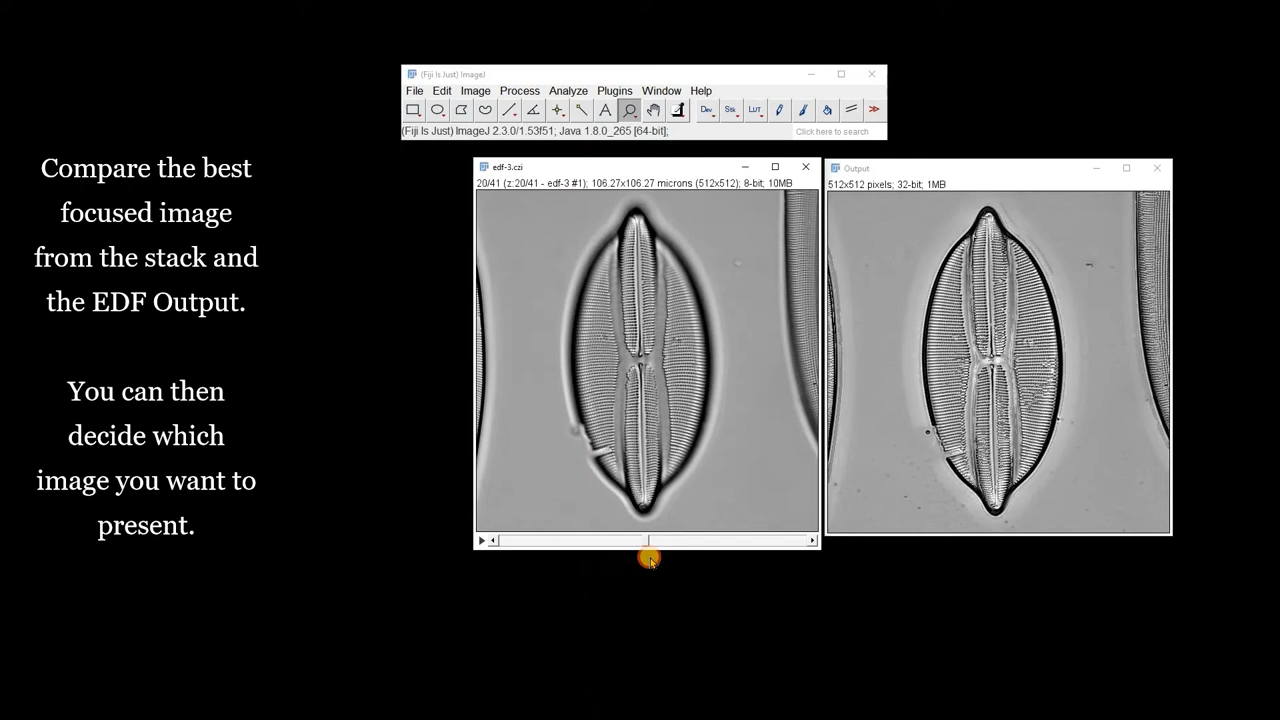 (Fiji Is Just) ImageJ
File Edit Image Process Analyze Plugins Window Help
Dev Stk LUT
(Fiji Is Just) ImageJ 2.3.0/1.53f51; Java 1.8.0_265 [64-bit]; Click here to search
Compare the best
focused image
from the stack and
the EDF Output.
You can then
decide which
image you want to
present.
edf-3.czi
20/41 (z:20/41 - edf-3 #1); 106.27x106.27 microns (512x512); 8-bit; 10MB
Output
512x512 pixels; 32-bit; 1MB